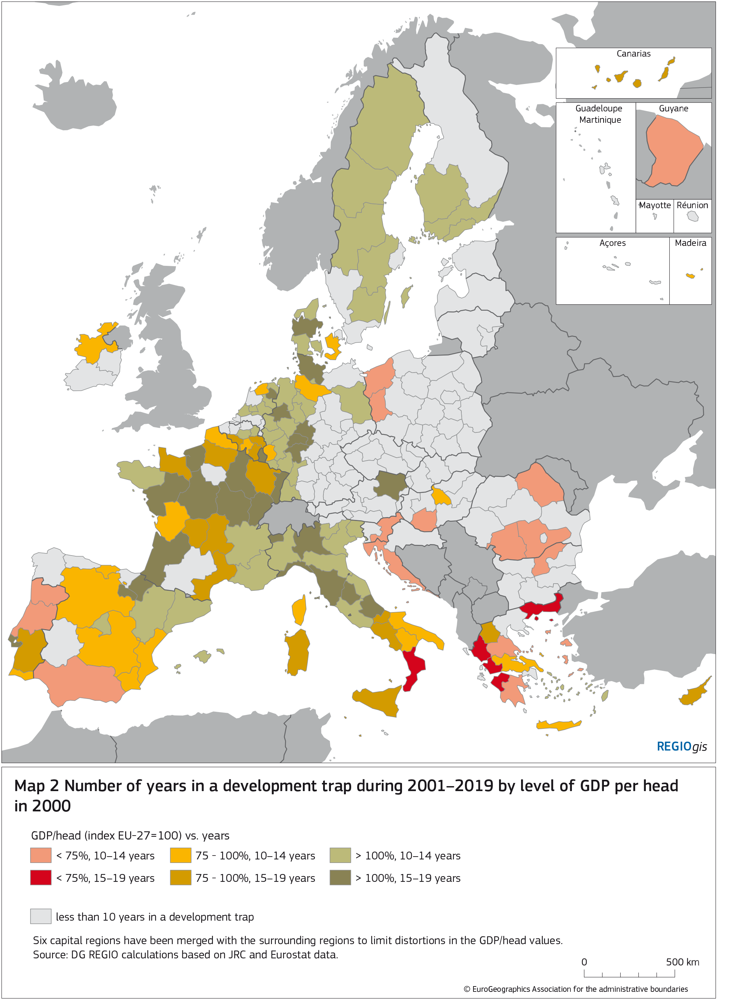 Canarias
Guadeloupe
Martinique
Guyane
Mayotte
Réunion
Açores
Madeira
REGIOgis
Map 2 Number of years in a development trap during 2001–2019 by level of GDP per head
in 2000
GDP/head (index EU-27=100) vs. years
< 75%, 10–14 years
75 - 100%, 10–14 years
> 100%, 10–14 years
< 75%, 15–19 years
75 - 100%, 15–19 years
> 100%, 15–19 years
less than 10 years in a development trap
Six capital regions have been merged with the surrounding regions to limit distortions in the GDP/head values.
Source: DG REGIO calculations based on JRC and Eurostat data.
0 500 km
© EuroGeographics Association for the administrative boundaries